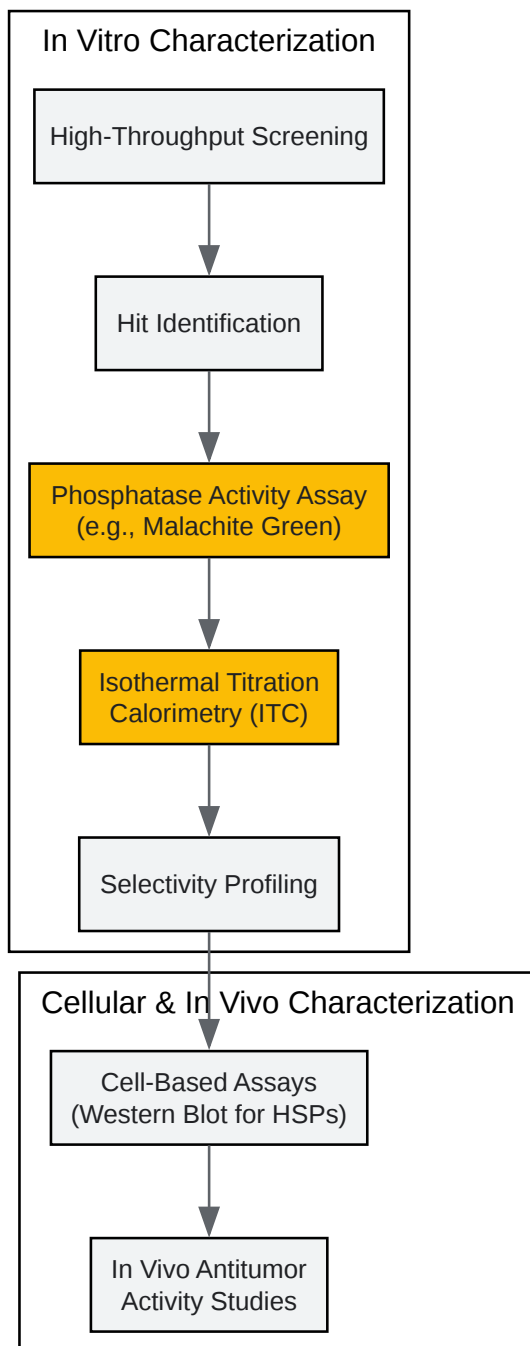 In Vitro Characterization
High-Throughput Screening
Hit Identification
Phosphatase Activity Assay
(e.g., Malachite Green)
Isothermal Titration
Calorimetry (ITC)
Selectivity Profiling
Cellular & In Vivo Characterization
Cell-Based Assays
(Western Blot for HSPs)
In Vivo Antitumor
Activity Studies